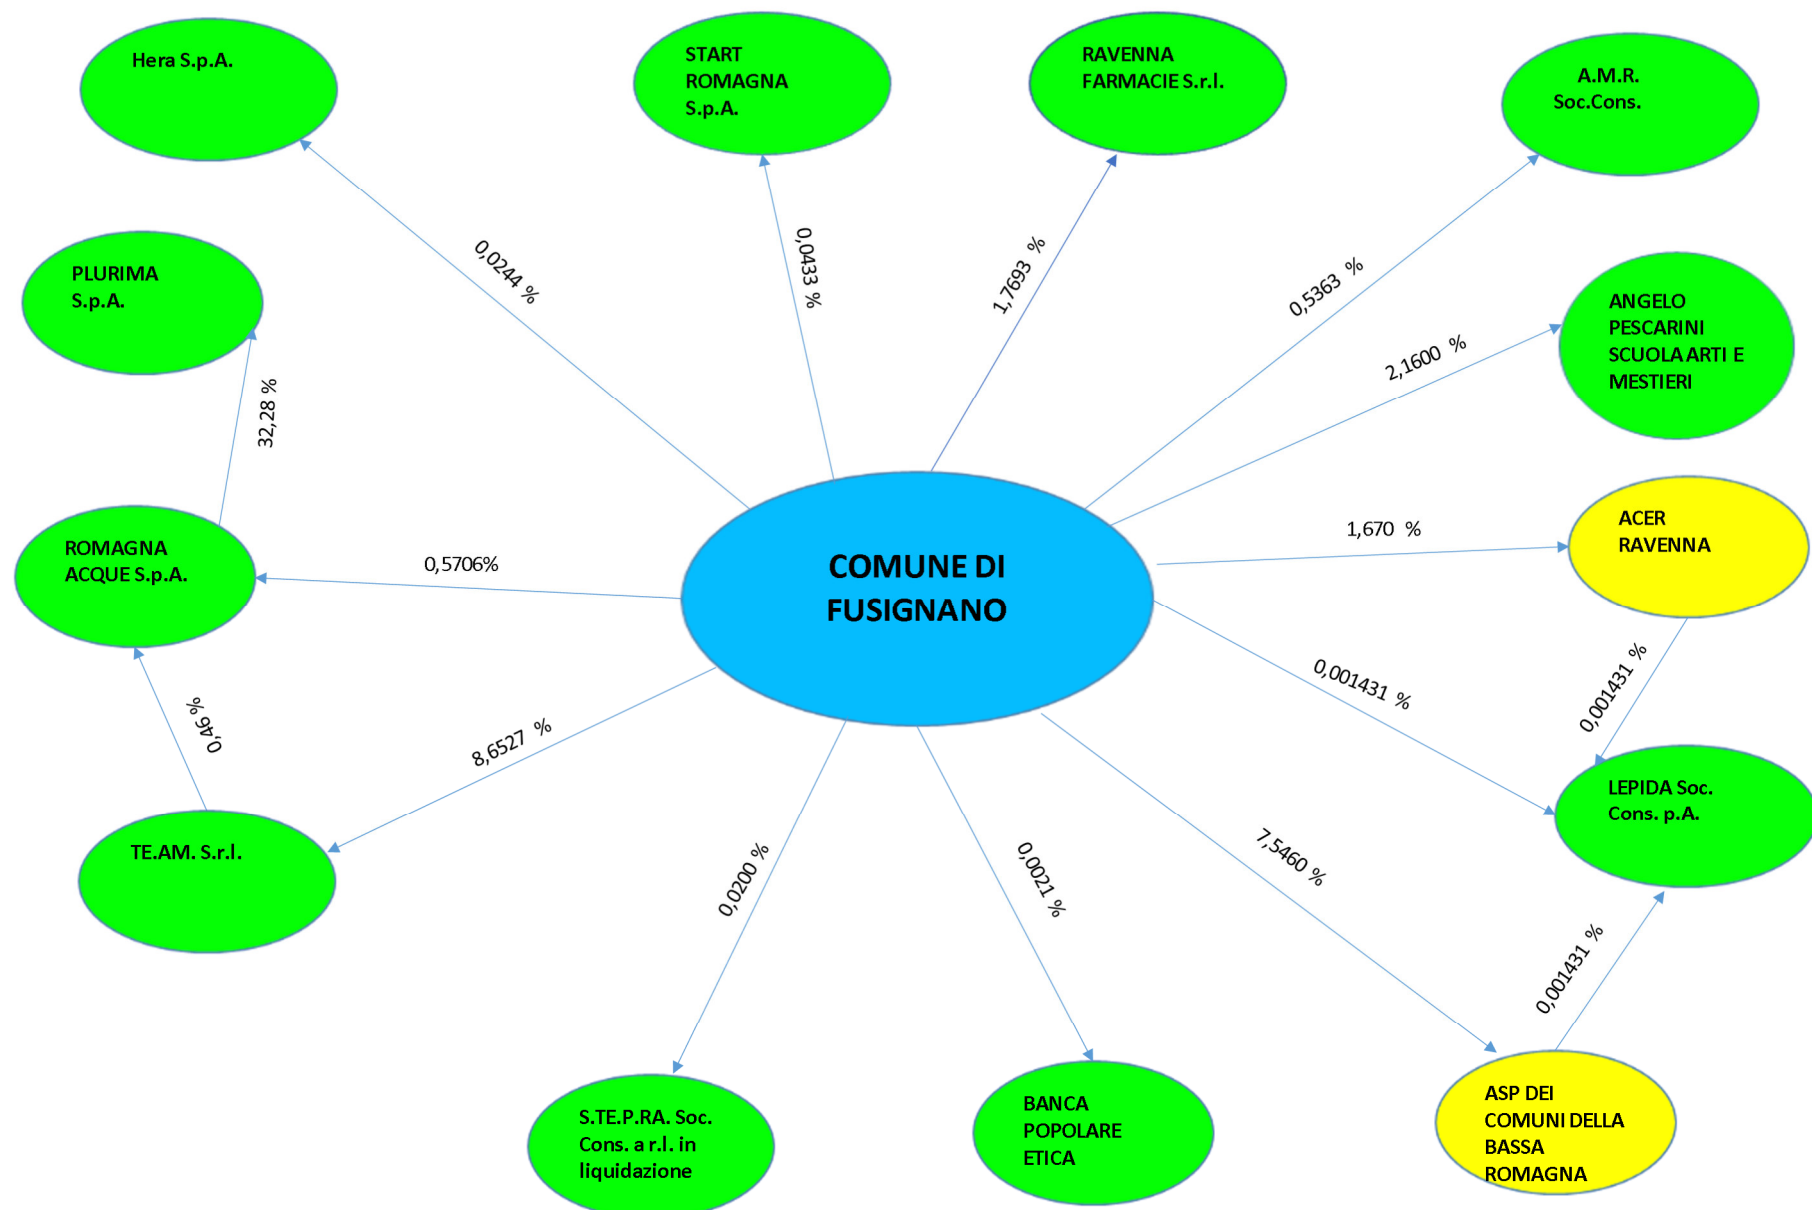 Hera S.p.A.
START
ROMAGNA
S.p.A.
RAVENNA
FARMACIE S.r.l.
A.M.R.
Soc.Cons.
0,0244 %
0,0433 %
1,7693 %
0,5363 %
PLURIMA
S.p.A.
32,28 %
2,1600 %
ANGELO
PESCARINI
SCUOLA ARTI E
MESTIERI
ROMAGNA
ACQUE S.p.A.
0,5706%
COMUNE DI
FUSIGNANO
1,670 %
ACER
RAVENNA
0,46 %
8,6527 %
0,001431 %
0,001431 %
TE.AM. S.r.l.
0,0200 %
0,0021 %
7,5460 %
LEPIDA Soc.
Cons. p.A.
0,001431 %
S.TE.P.RA. Soc.
Cons. a r.l. in
liquidazione
BANCA
POPOLARE
ETICA
ASP DEI
COMUNI DELLA
BASSA
ROMAGNA